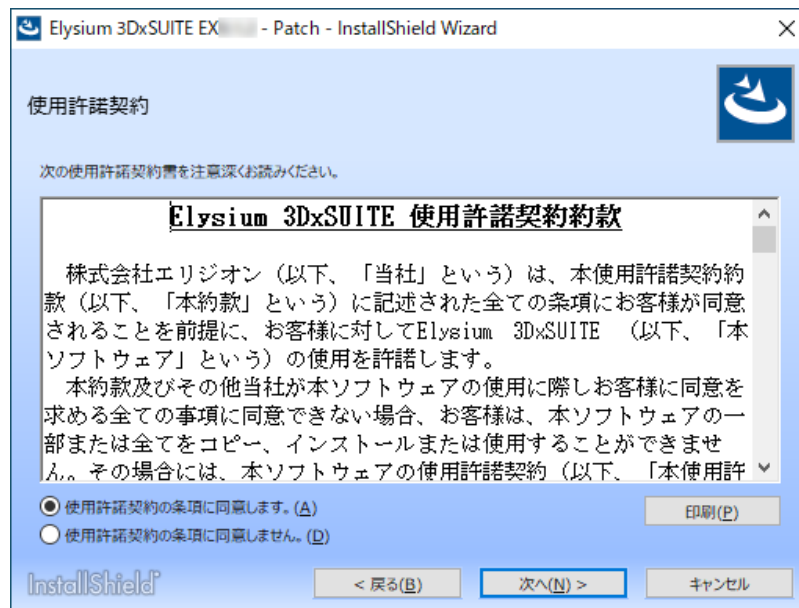 Elysium 3DxSUITE EX - Patch - InstallShield Wizard
使用許諾契約
次の使用許諾契約書を注意深くお読みください。
Elysium 3DxSUITE 使用許諾契約約款
株式会社エリジオン（以下、「当社」という）は、本使用許諾契約約
款（以下、「本約款」という）に記述された全ての条項にお客様が同意
されることを前提に、お客様に対してElysium 3DxSUITE （以下、「本
ソフトウェア」という）の使用を許諾します。
本約款及びその他当社が本ソフトウェアの使用に際しお客様に同意を
求める全ての事項に同意できない場合、お客様は、本ソフトウェアの一
部または全てをコピー、インストールまたは使用することができませ
ん。その場合には、本ソフトウェアの使用許諾契約（以下、「本使用許
使用許諾契約の条項に同意します。(A)
印刷(P)
使用許諾契約の条項に同意しません。(D)
InstallShield
< 戻る(B)
次へ(N) >
キャンセル